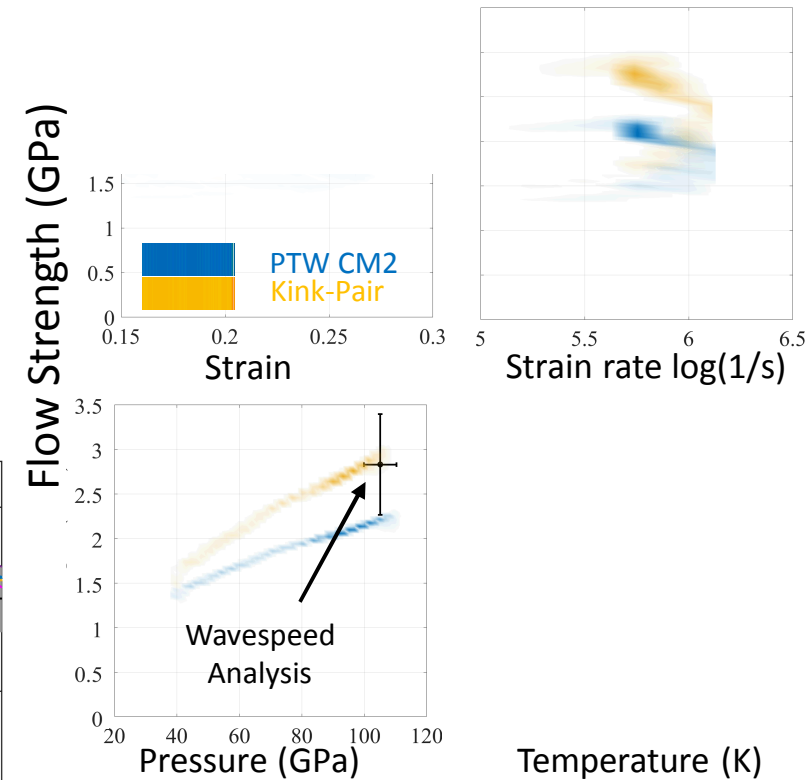 Flow Strength (GPa)
1.5
1
0.5
0
PTW CM2
Kink-Pair
0.15
0.2
0.25
0.3
Strain
5
5.5
6
6.5
Strain rate log(1/s)
3.5
3
2.5
2
1.5
1
0.5
0
Wavespeed
Analysis
20
40
60
80
100
120
Pressure (GPa)
Temperature (K)